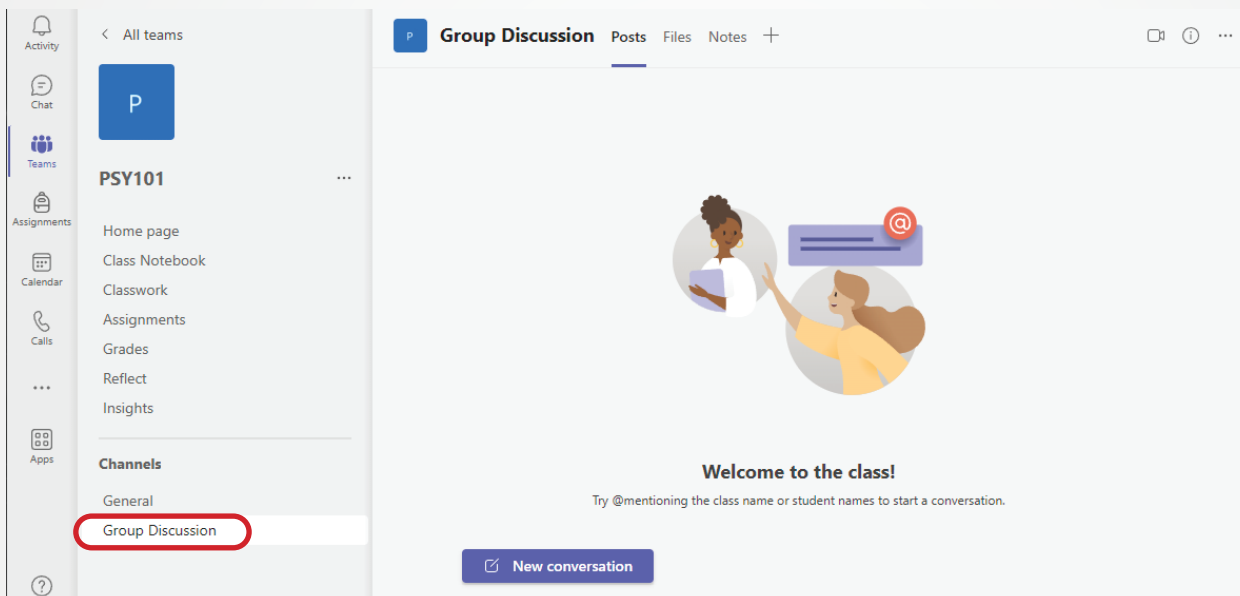 Activity
Chat
Teams
Assignments
Calendar
Calls
Apps
All teams
P
PSY101
Home page
Class Notebook
Classwork
Assignments
Grades
Reflect
Insights
Channels
General
Group Discussion
P
Group Discussion Posts Files Notes
@
Welcome to the class!
Try @mentioning the class name or student names to start a conversation.
New conversation